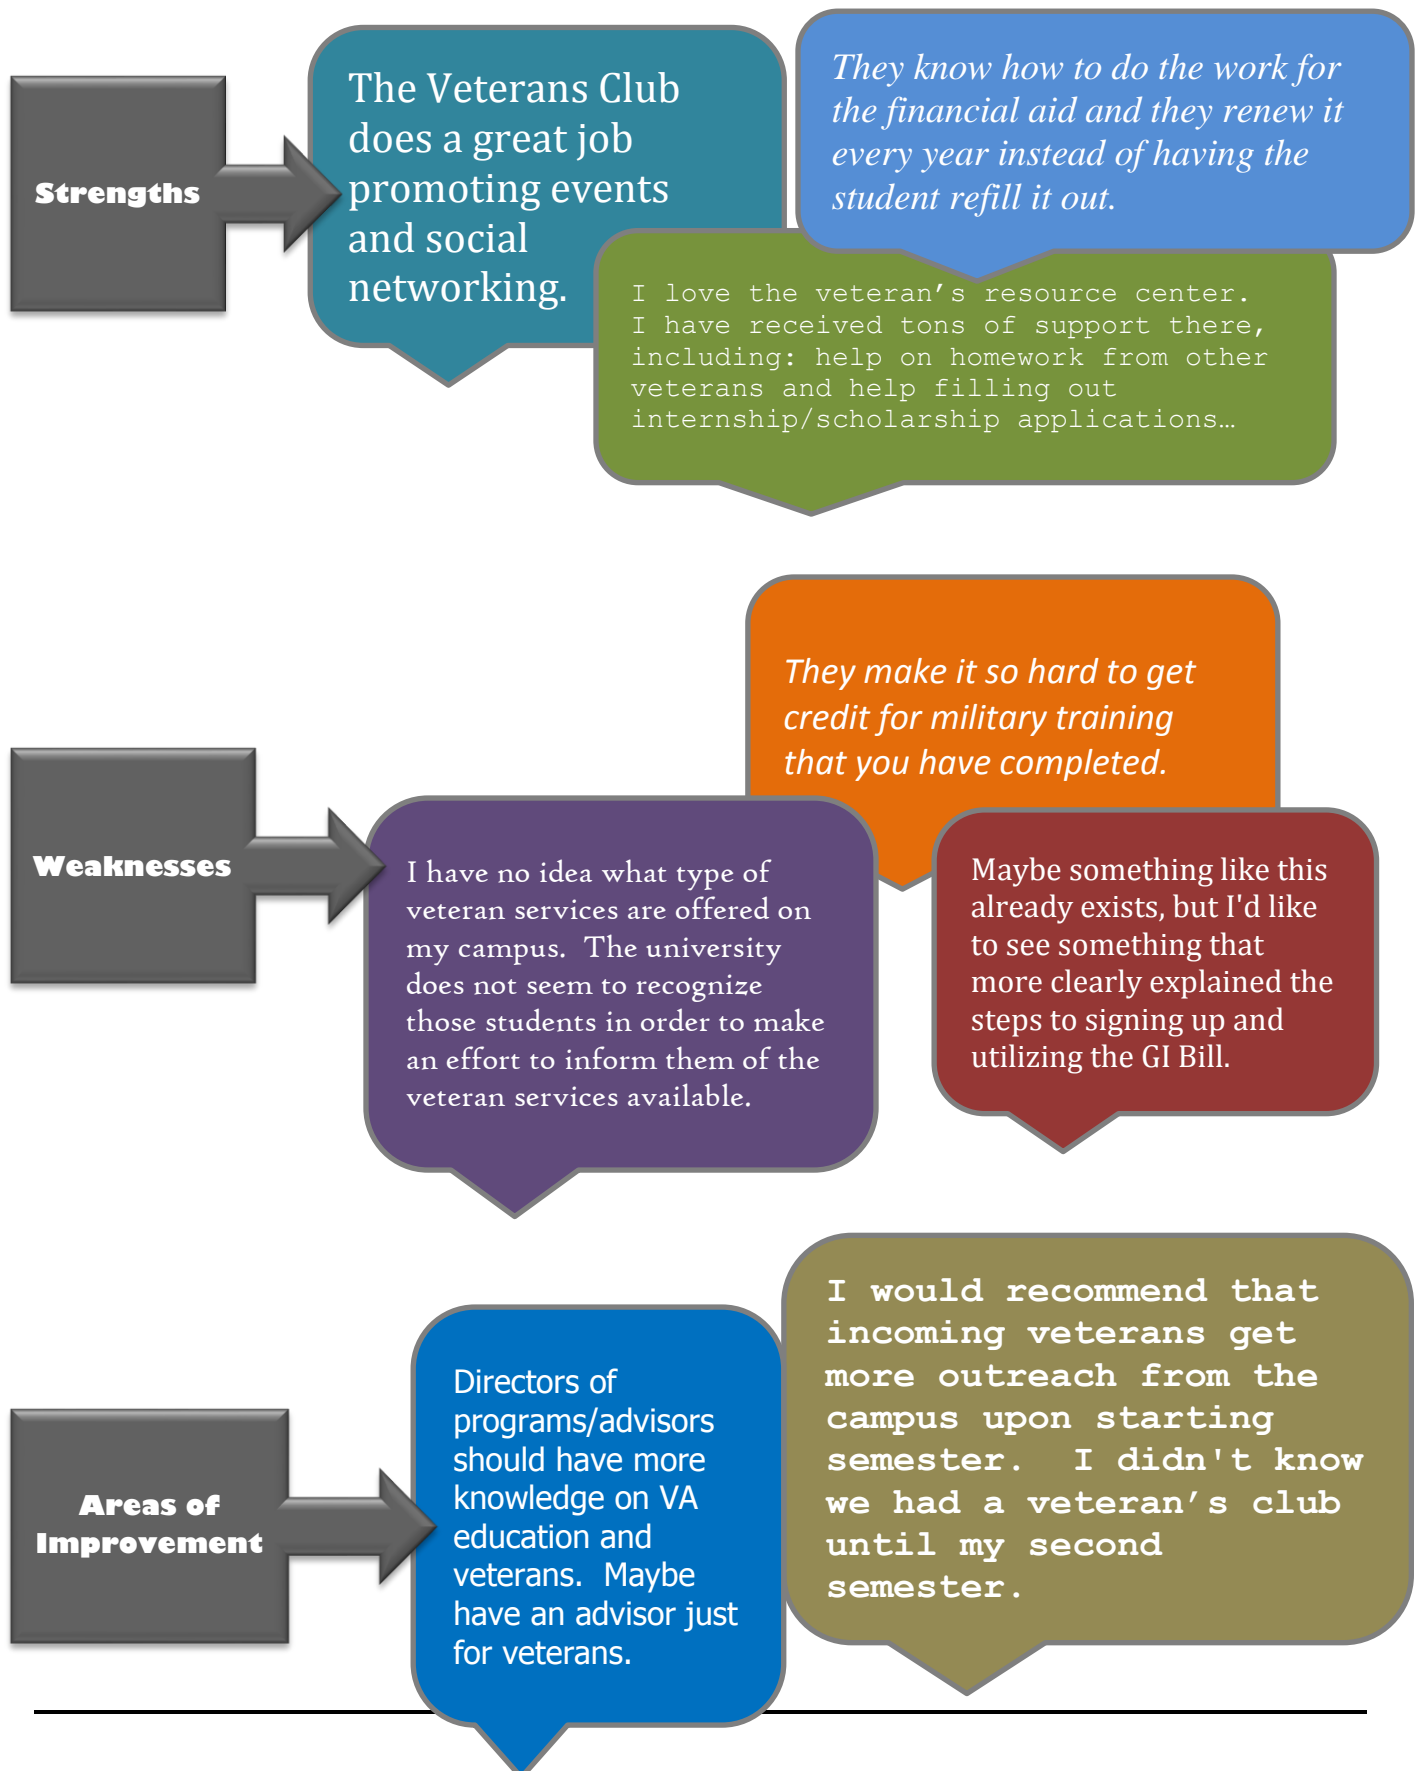 Strengths
The Veterans Club
does a great job
promoting events
and social
networking.
They know how to do the work for
the financial aid and they renew it
every year instead of having the
student refill it out.
I love the veteran’s resource center.
I have received tons of support there,
including: help on homework from other
veterans and help filling out
internship/scholarship applications…
Weaknesses
They make it so hard to get
credit for military training
that you have completed.
I have no idea what type of
veteran services are offered on
my campus.  The university
does not seem to recognize
those students in order to make
an effort to inform them of the
veteran services available.
Maybe something like this
already exists, but I'd like
to see something that
more clearly explained the
steps to signing up and
utilizing the GI Bill.
Areas of
Improvement
Directors of
programs/advisors
should have more
knowledge on VA
education and
veterans.  Maybe
have an advisor just
for veterans.
I would recommend that
incoming veterans get
more outreach from the
campus upon starting
semester.  I didn't know
we had a veteran’s club
until my second
semester.